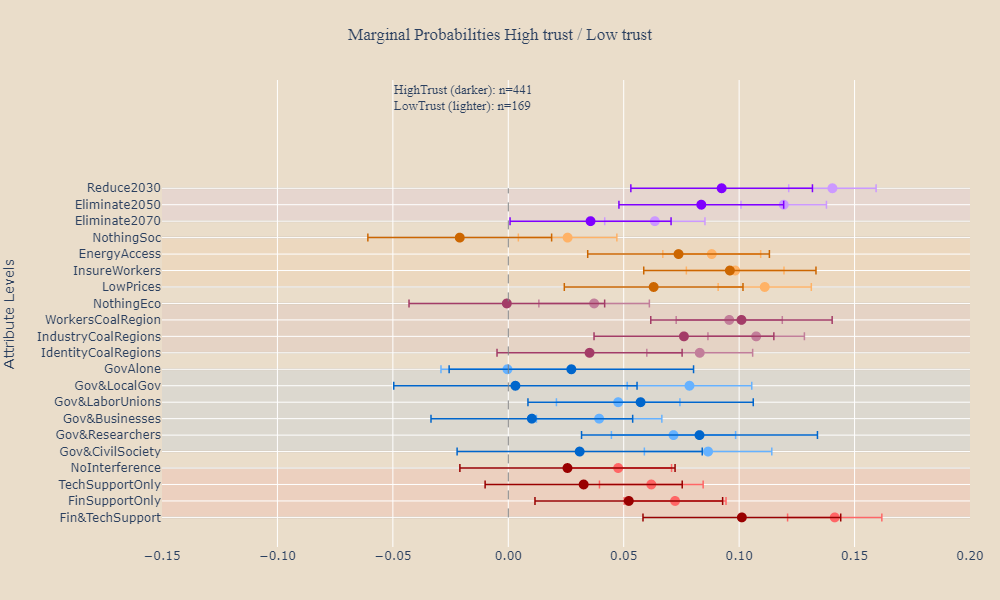 Marginal Probabilities High trust / Low trust
HighTrust (darker): n=441
LowTrust (lighter): n=169
Attribute Levels
Reduce2030
Eliminate2050
Eliminate2070
NothingSoc
EnergyAccess
InsureWorkers
LowPrices
NothingEco
WorkersCoalRegion
IndustryCoalRegions
IdentityCoalRegions
GovAlone
Gov&LocalGov
Gov&LaborUnions
Gov&Businesses
Gov&Researchers
Gov&CivilSociety
NoInterference
TechSupportOnly
FinSupportOnly
Fin&TechSupport
−0.15 −0.10 −0.05 0.00 0.05 0.10 0.15 0.20